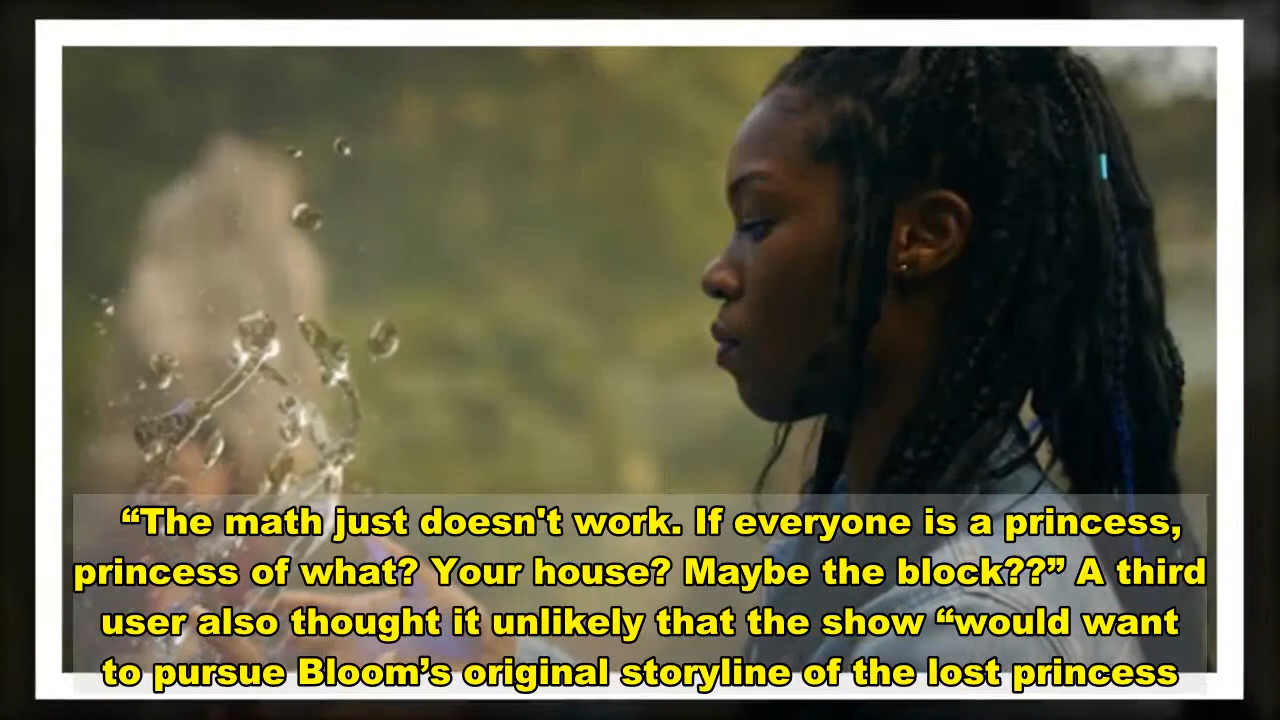 “The math just doesn't work. If everyone is a princess,
princess of what? Your house? Maybe the block??” A third
user also thought it unlikely that the show “would want
to pursue Bloom’s original storyline of the lost princess